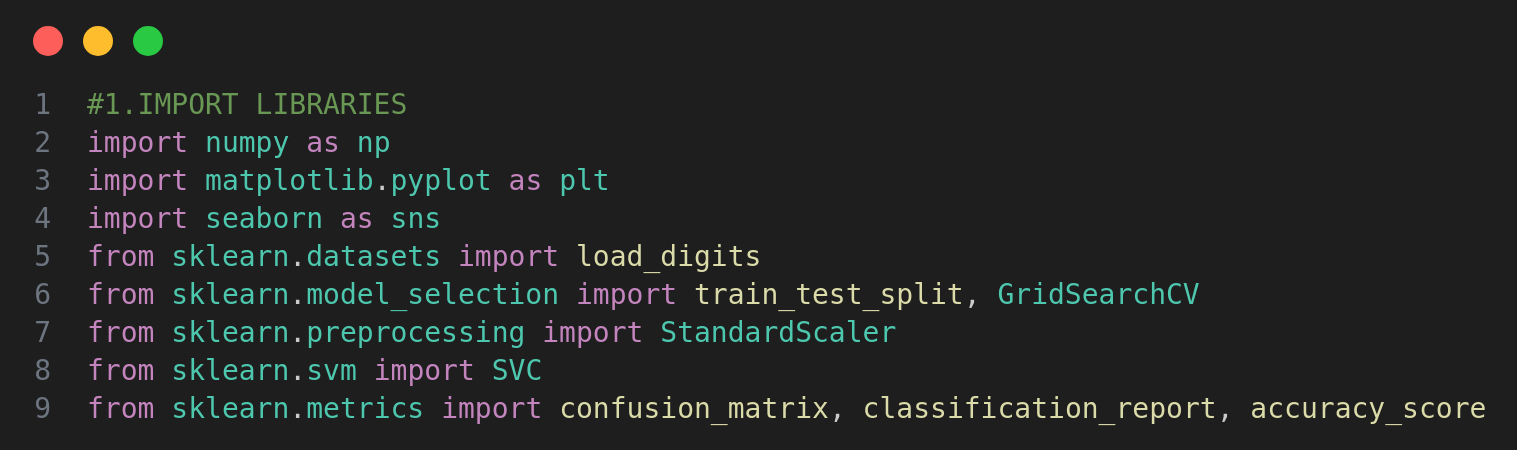 1 #1.IMPORT LIBRARIES
2 import numpy as np
3 import matplotlib.pyplot as plt
4 import seaborn as sns
5 from sklearn.datasets import load_digits
6 from sklearn.model_selection import train_test_split, GridSearchCV
7 from sklearn.preprocessing import StandardScaler
8 from sklearn.svm import SVC
9 from sklearn.metrics import confusion_matrix, classification_report, accuracy_score